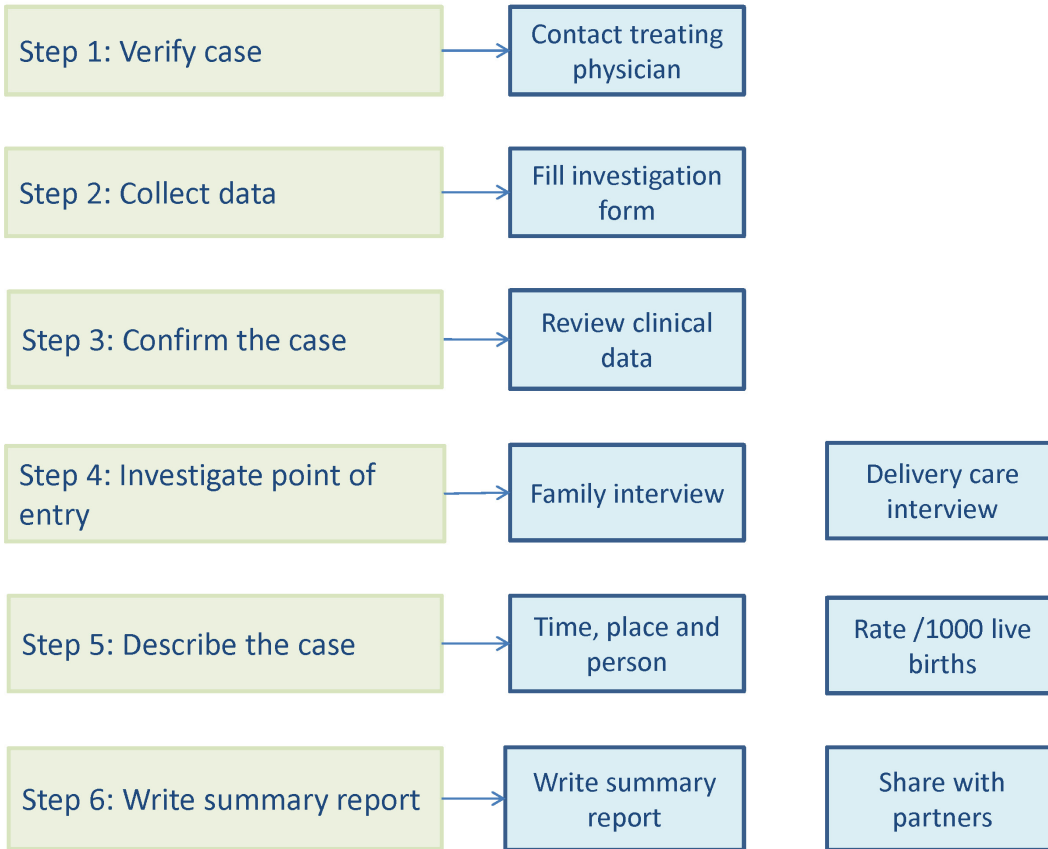 Step 1: Verify case
Contact treating
physician
Step 2: Collect data
Fill investigation
form
Step 3: Confirm the case
Review clinical
data
Step 4: Investigate point of
entry
Family interview
Delivery care
interview
Step 5: Describe the case
Time, place and
person
Rate /1000 live
births
Step 6: Write summary report
Write summary
report
Share with
partners